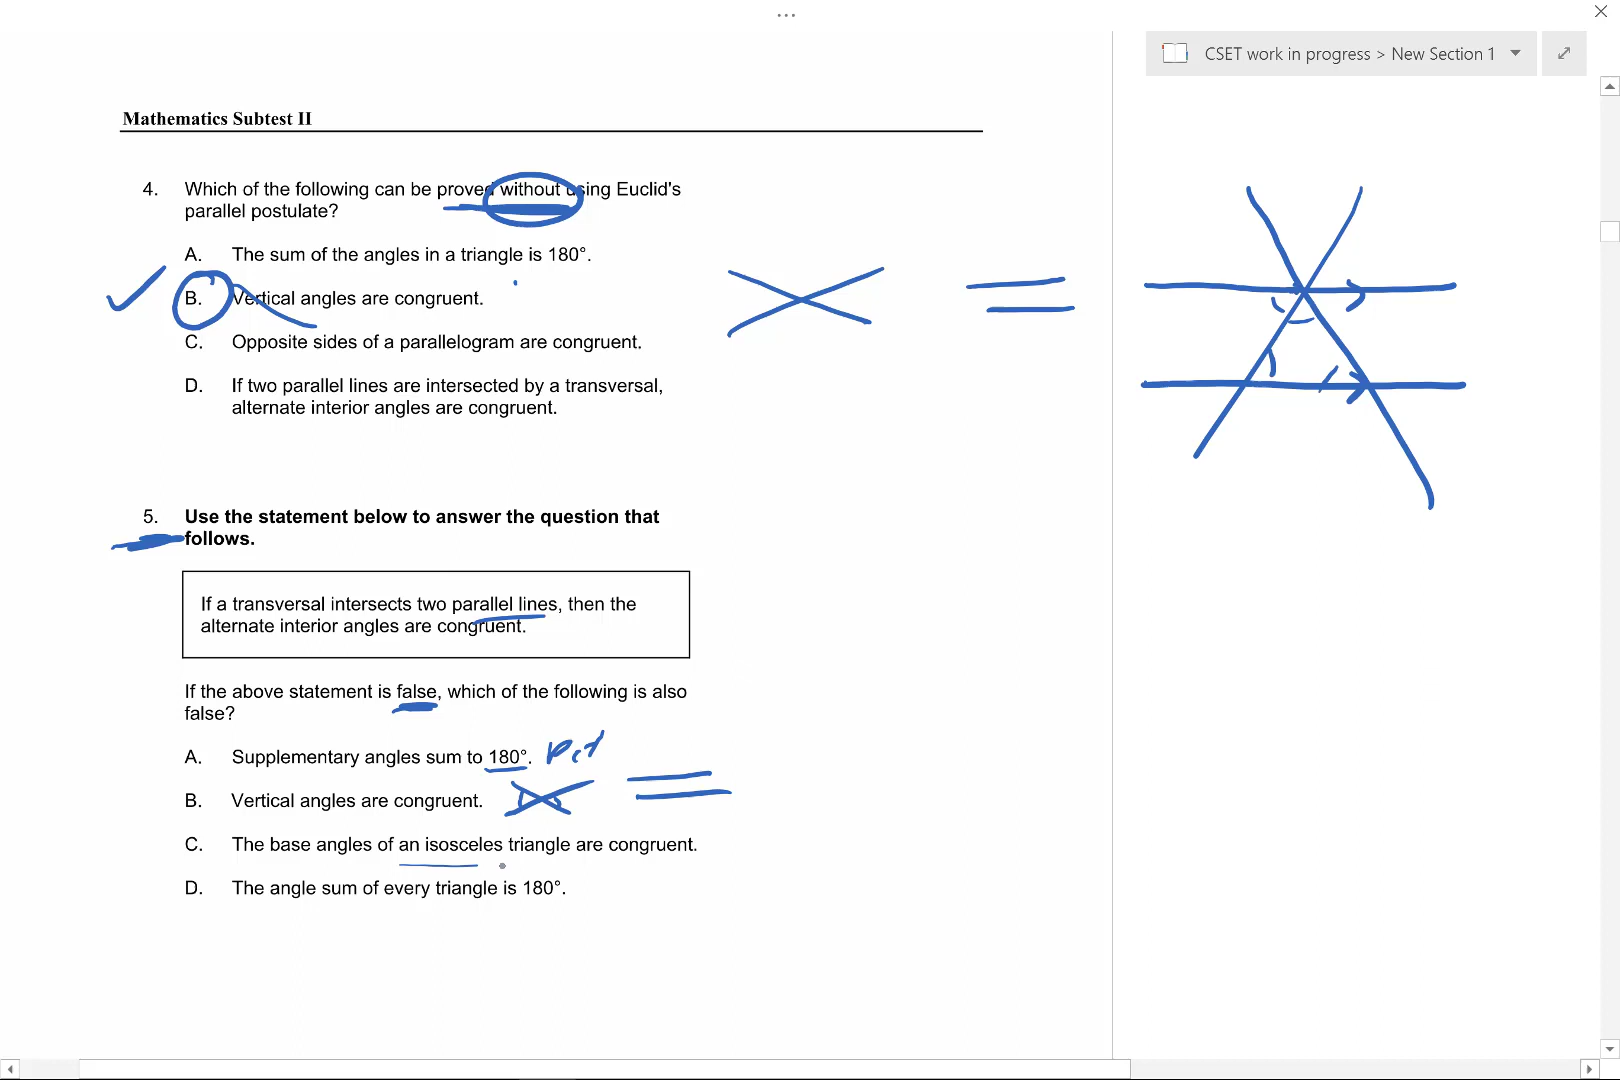 ...
CSET work in progress > New Section 1
Mathematics Subtest II
4. Which of the following can be proved without using Euclid's
parallel postulate?
A. The sum of the angles in a triangle is 180°.
B. Vertical angles are congruent.
C. Opposite sides of a parallelogram are congruent.
D. If two parallel lines are intersected by a transversal,
alternate interior angles are congruent.
5. Use the statement below to answer the question that
follows.
If a transversal intersects two parallel lines, then the
alternate interior angles are congruent.
If the above statement is false, which of the following is also
false?
A. Supplementary angles sum to 180°.
B. Vertical angles are congruent.
C. The base angles of an isosceles triangle are congruent.
D. The angle sum of every triangle is 180°.